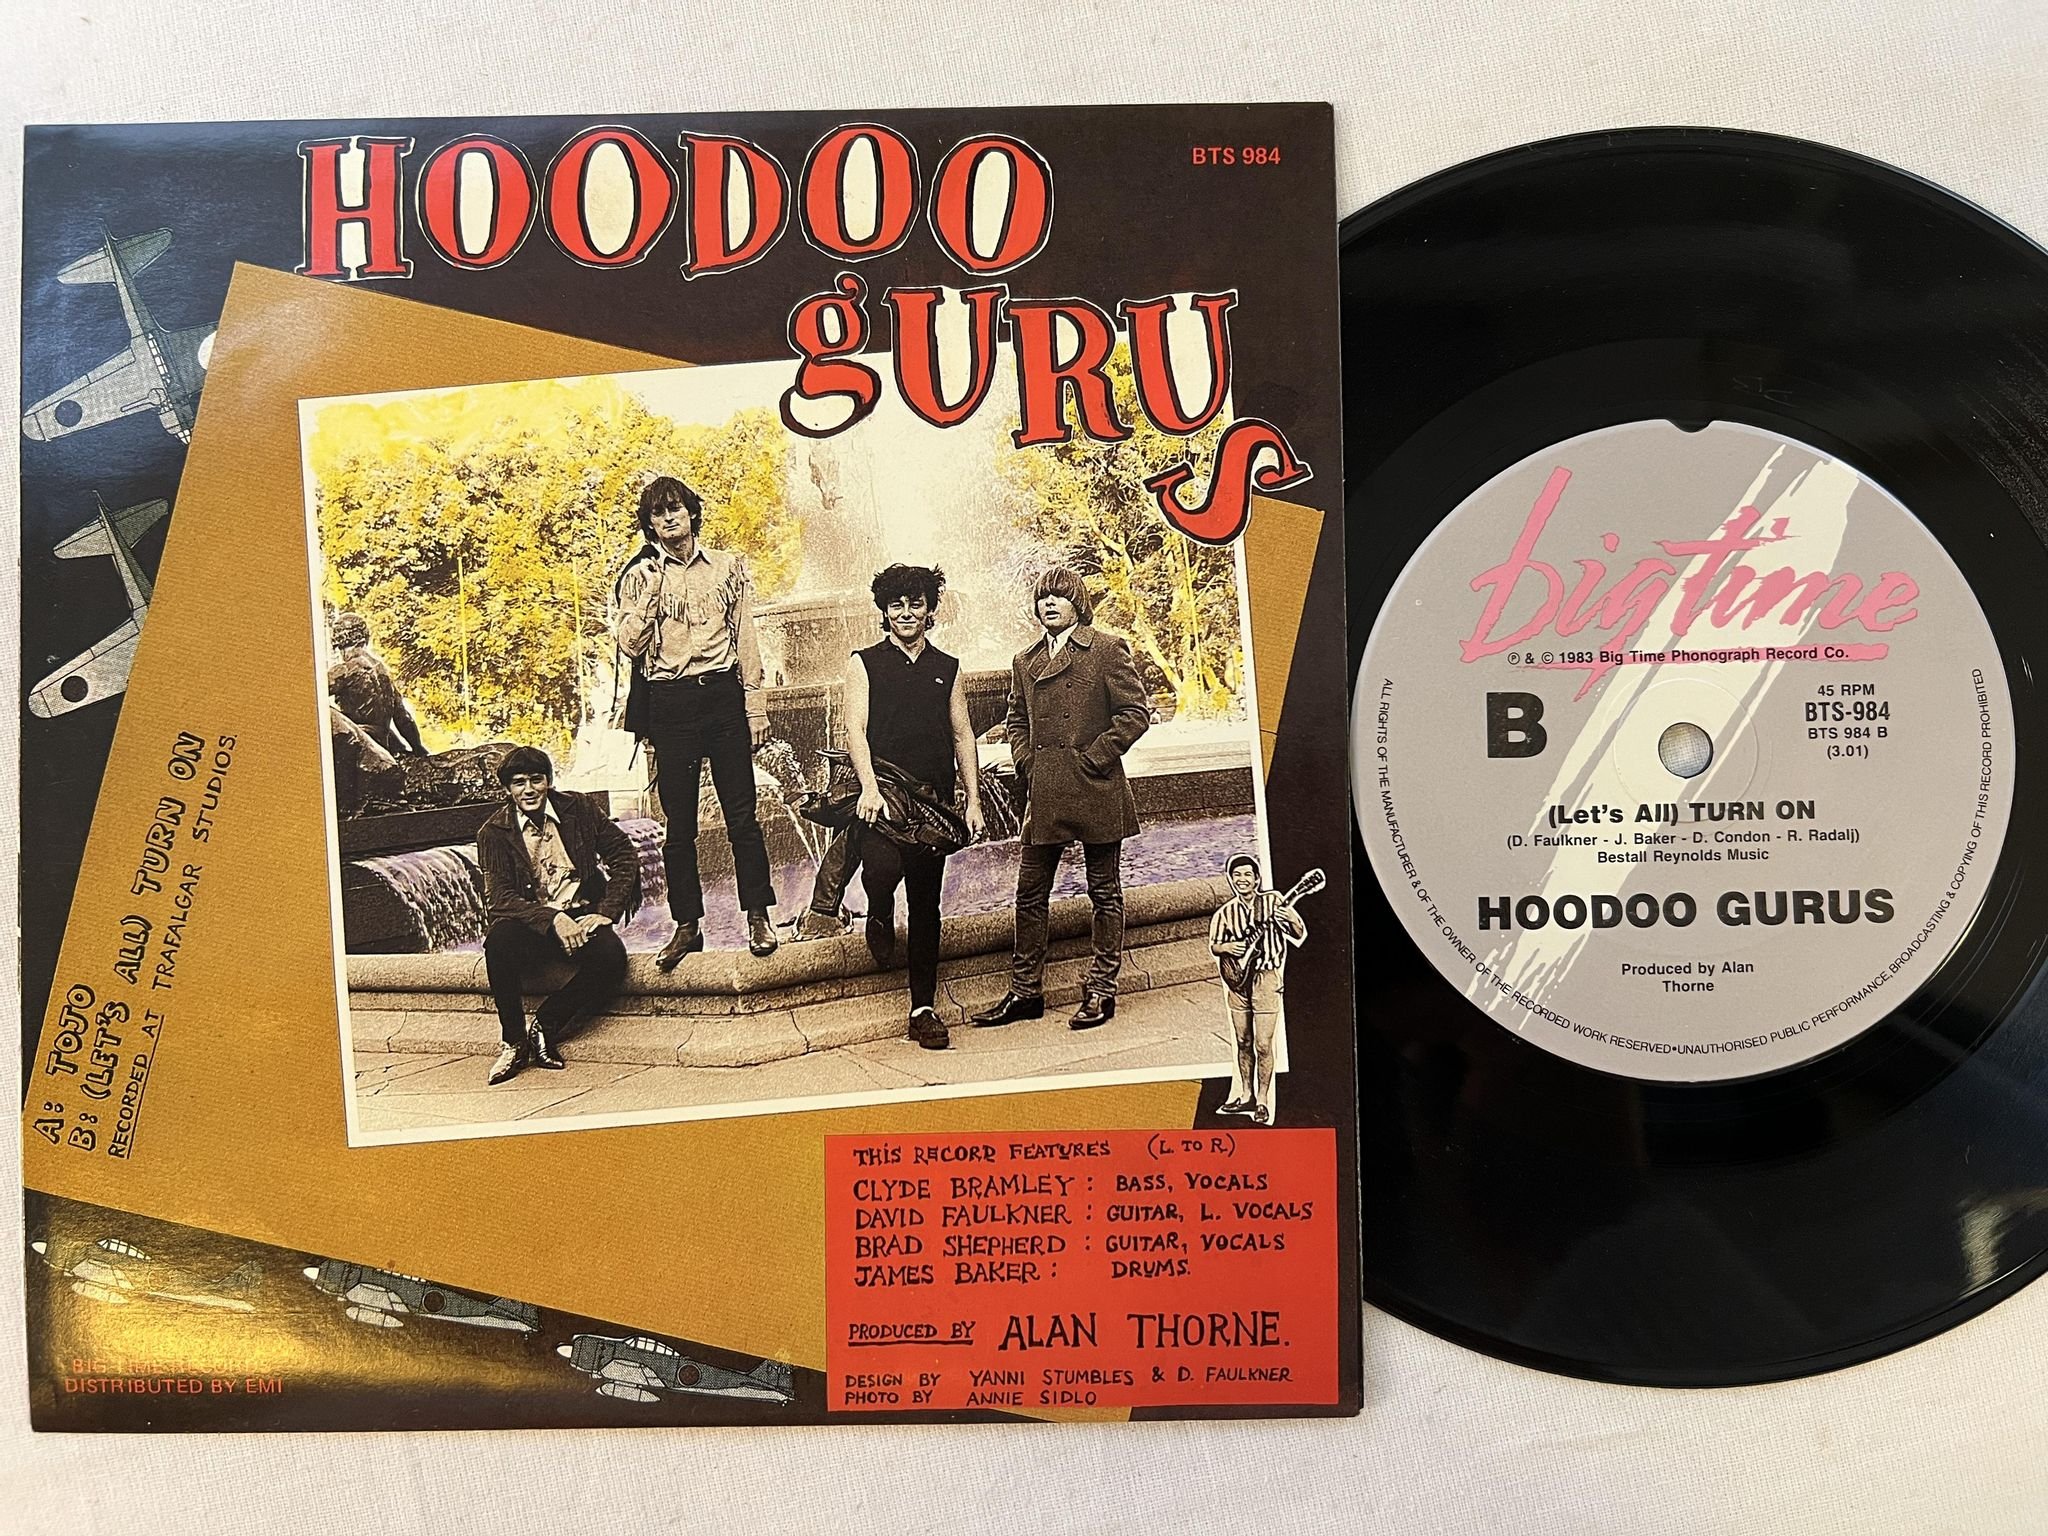 HOODOO
GURUS
BTS 984
A: TOJO
B: (LET'S ALL) TURN ON
RECORDED AT TRAFALGAR STUDIOS.
THIS RECORD FEATURES (L. TO R.)
CLYDE BRAMLEY : BASS, VOCALS
DAVID FAULKNER : GUITAR, L. VOCALS
BRAD SHEPHERD : GUITAR, VOCALS
JAMES BAKER : DRUMS.
PRODUCED BY ALAN THORNE.
DESIGN BY YANNI STUMBLES & D. FAULKNER
PHOTO BY ANNIE SIDLO
BIG TIME RECORDS
DISTRIBUTED BY EMI
big time
℗ & © 1983 Big Time Phonograph Record Co.
B
45 RPM
BTS-984
BTS 984 B
(3.01)
(Let's All) TURN ON
(D. Faulkner - J. Baker - D. Condon - R. Radalj)
Bestall Reynolds Music
HOODOO GURUS
Produced by Alan
Thorne
ALL RIGHTS OF THE MANUFACTURER & OF THE OWNER OF THE RECORDED WORK RESERVED•UNAUTHORISED PUBLIC PERFORMANCE, BROADCASTING & COPYING OF THIS RECORD PROHIBITED